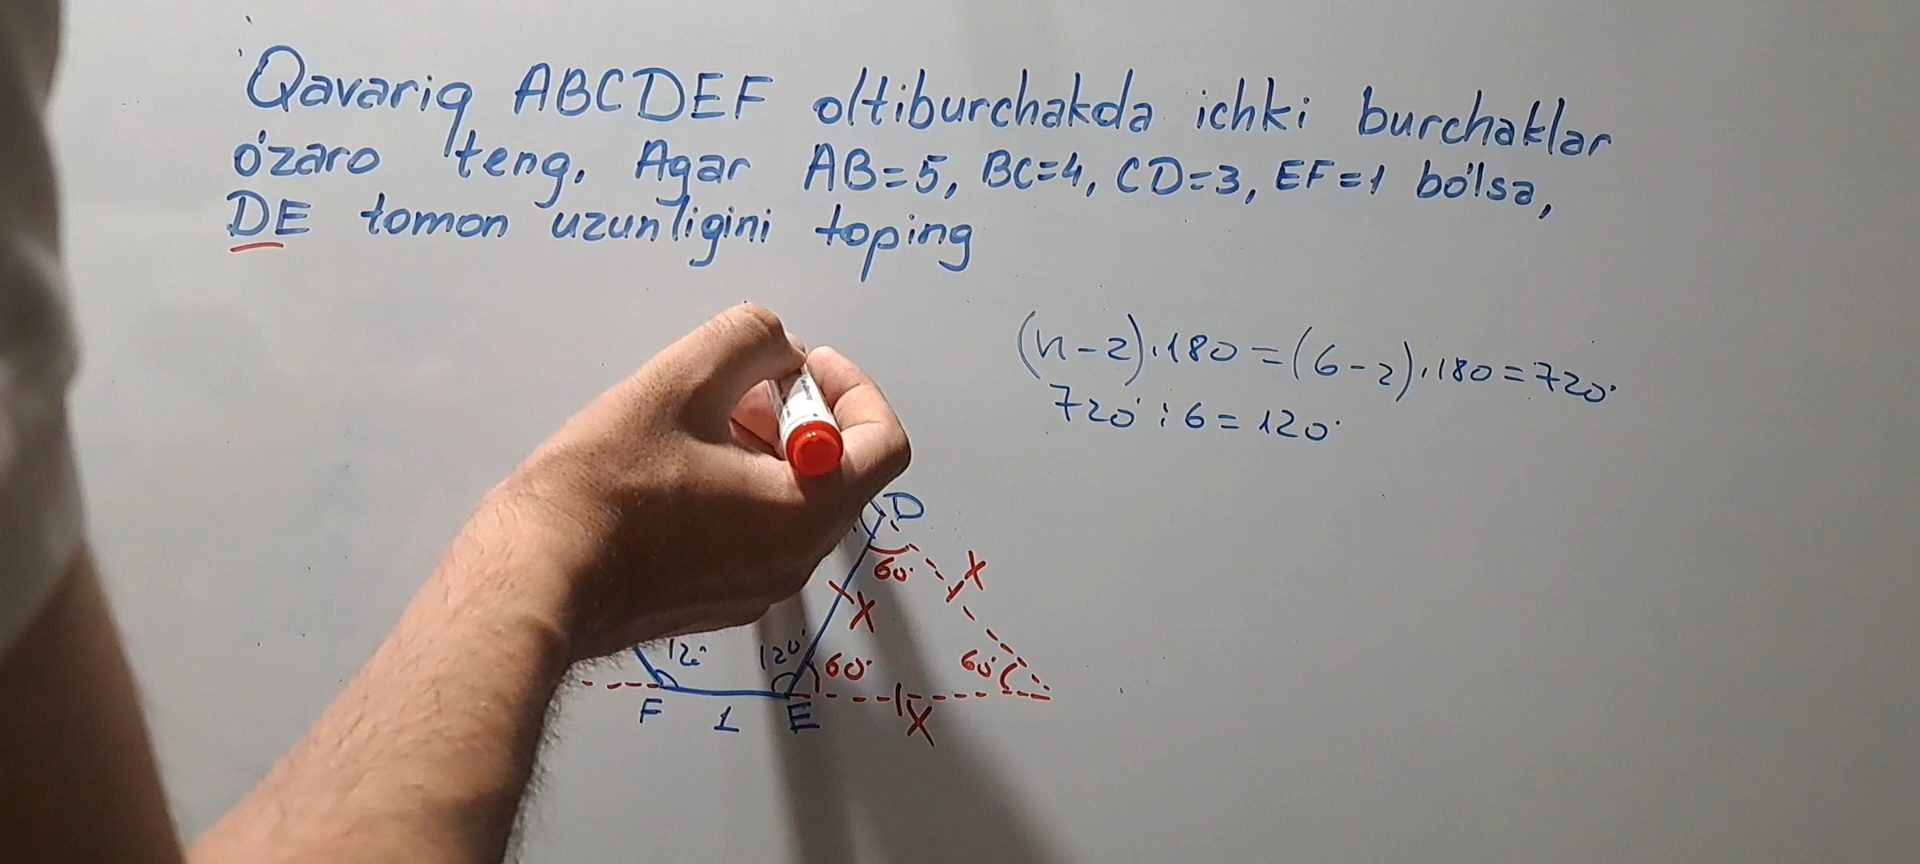 Qavariq ABCDEF oltiburchakda ichki burchaklar
o'zaro teng. Agar AB=5, BC=4, CD=3, EF=1 bo'lsa,
DE tomon uzunligini toping
(n-2)·180=(6-2)·180=720°
720° : 6 = 120°
D
60° X
X
120° 120° 60° 60°
F 1 E X